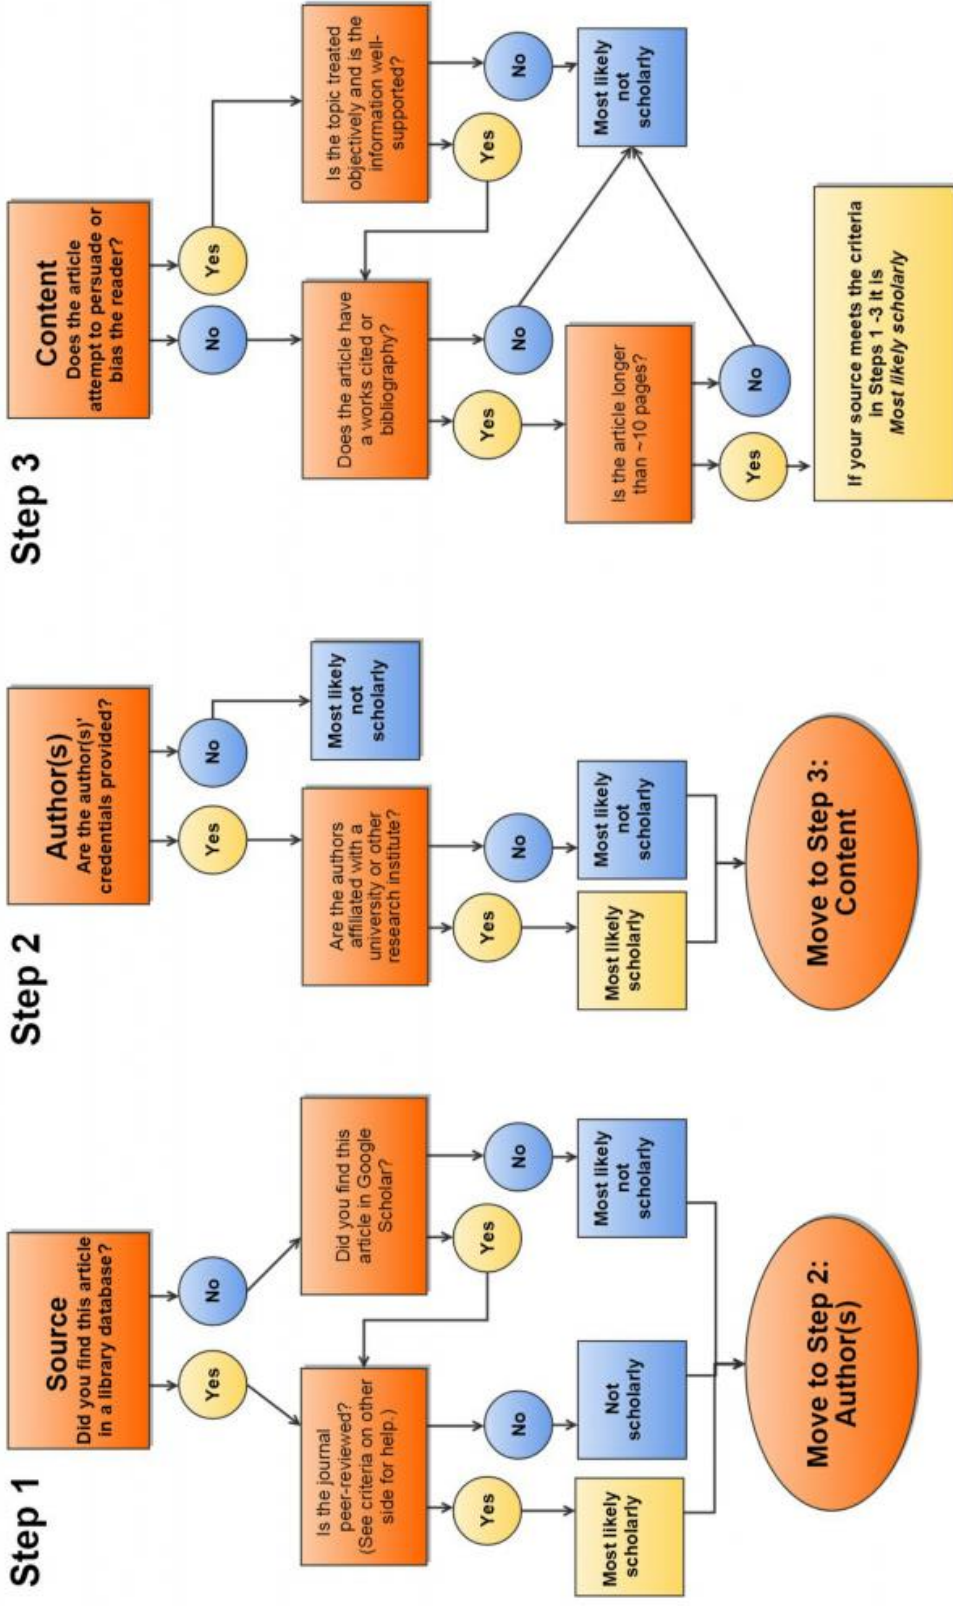 Step 1
Source
Did you find this article
in a library database?
Yes
No
Is the journal
peer-reviewed?
(See criteria on other
side for help.)
Did you find this
article in Google
Scholar?
Yes
No
Yes
No
Most likely
scholarly
Not
scholarly
Most likely
not
scholarly
Move to Step 2:
Author(s)
Step 2
Author(s)
Are the author(s)'
credentials provided?
Yes
No
Are the authors
affiliated with a
university or other
research institute?
Most likely
not
scholarly
Yes
No
Most likely
scholarly
Most likely
not
scholarly
Move to Step 3:
Content
Step 3
Content
Does the article
attempt to persuade or
bias the reader?
No
Yes
Does the article have
a works cited or
bibliography?
Is the topic treated
objectively and is the
information well-
supported?
Yes
No
Yes
No
Is the article longer
than ~10 pages?
Most likely
not
scholarly
Yes
No
If your source meets the criteria
in Steps 1 -3 it is
Most likely scholarly